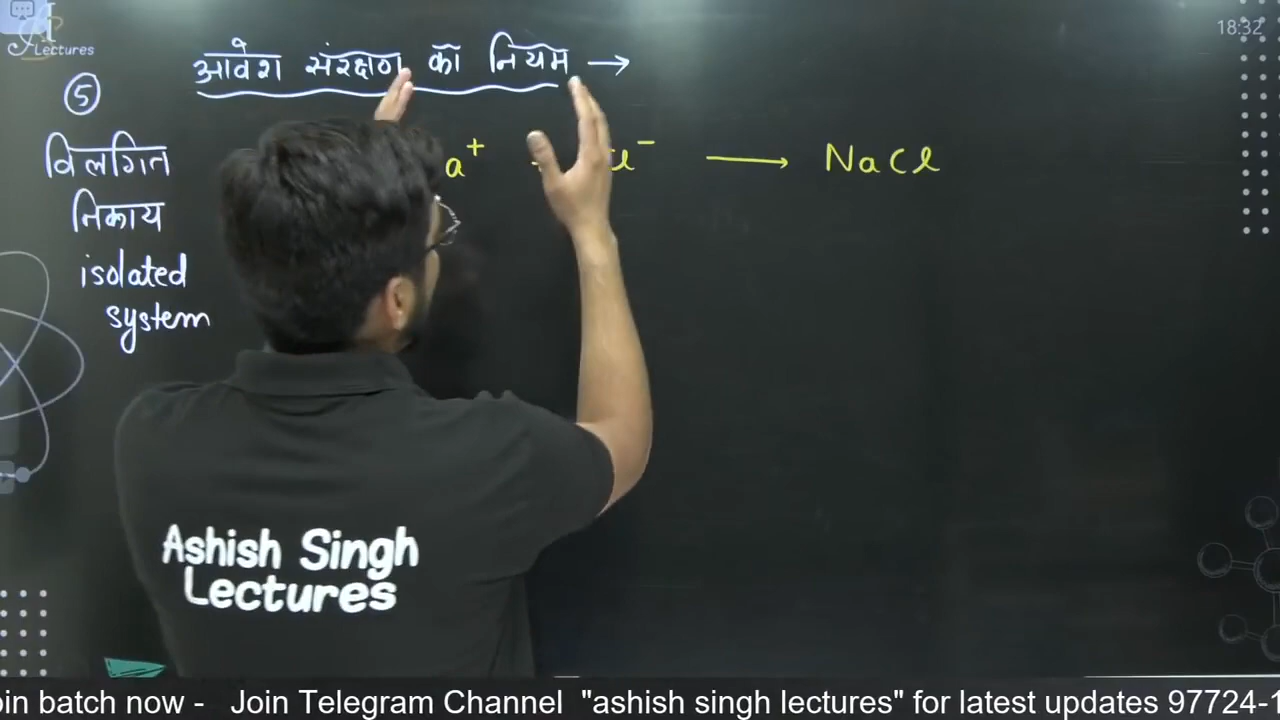 Lectures
18:32
आवेश संरक्षण का नियम →
⑤
विलगित
निकाय
isolated
system
a⁺ l⁻ → NaCl
Ashish Singh
Lectures
oin batch now - Join Telegram Channel "ashish singh lectures" for latest updates 97724-1